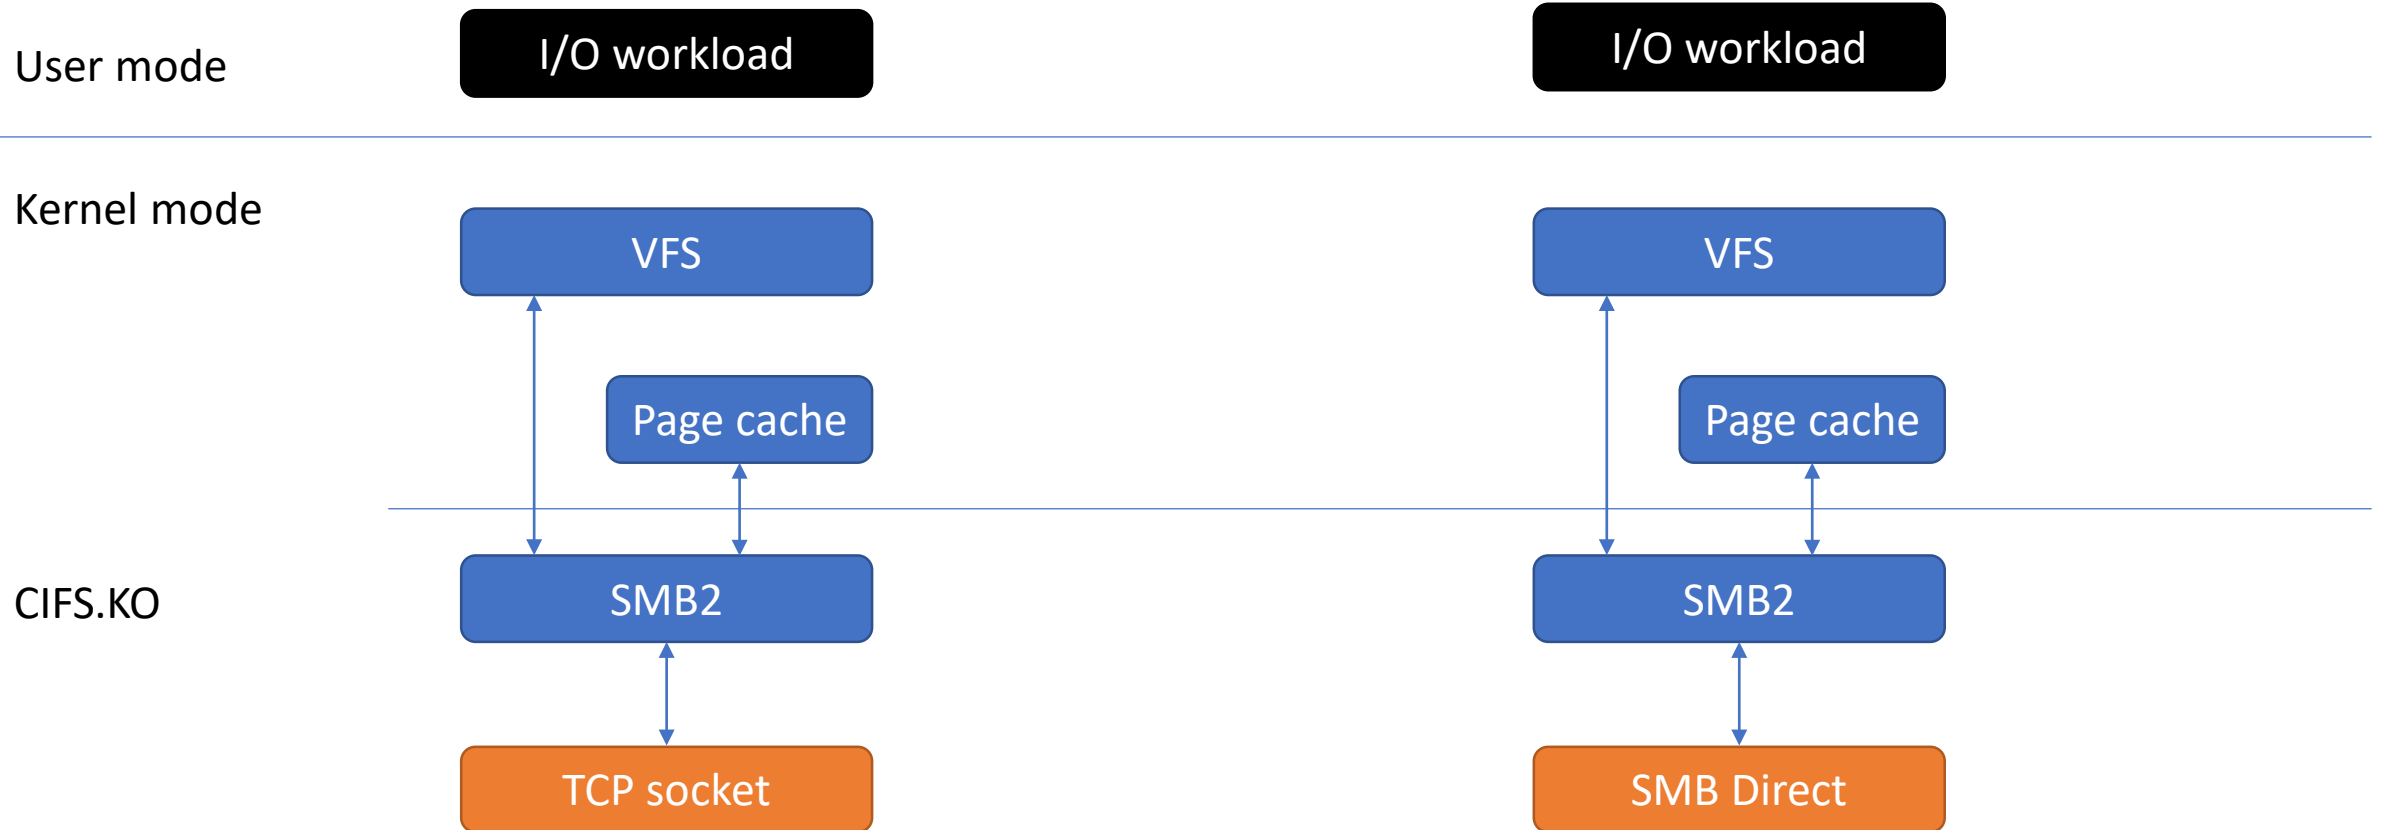 User mode
I/O workload
I/O workload
Kernel mode
VFS
VFS
Page cache
Page cache
CIFS.KO
SMB2
SMB2
TCP socket
SMB Direct